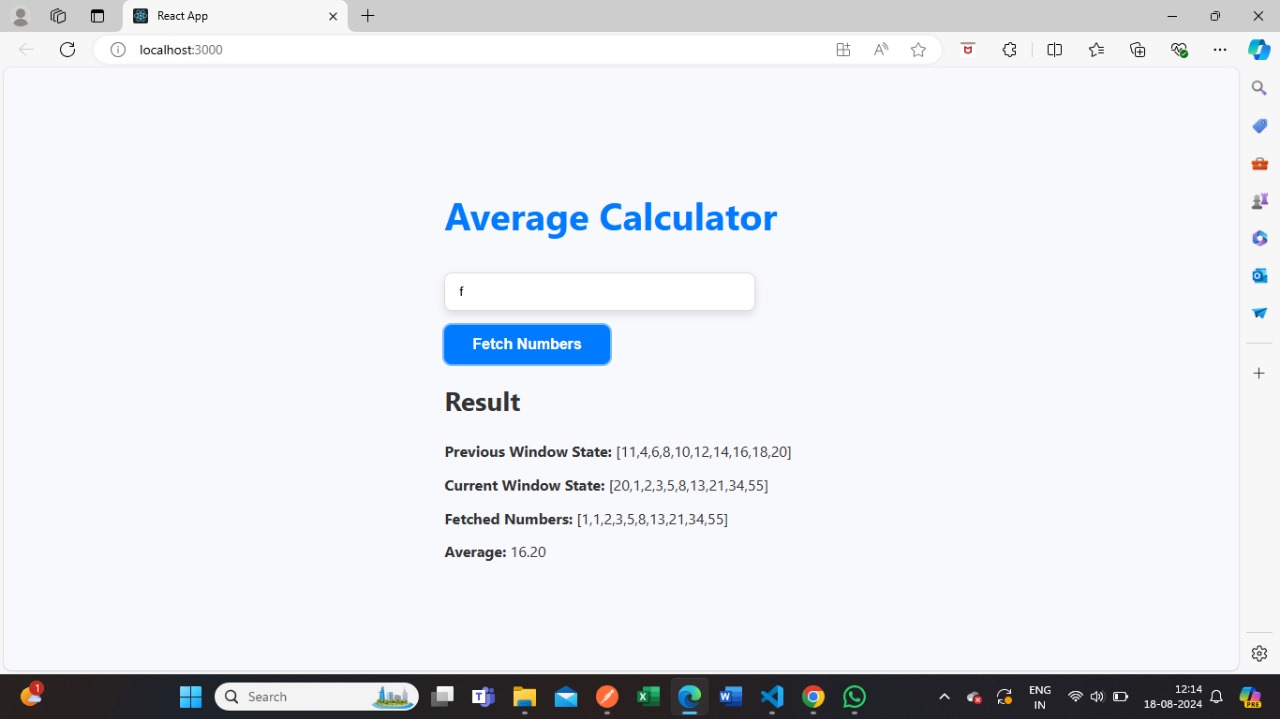 React App
localhost:3000
Average Calculator
f
Fetch Numbers
Result
Previous Window State: [11,4,6,8,10,12,14,16,18,20]
Current Window State: [20,1,2,3,5,8,13,21,34,55]
Fetched Numbers: [1,1,2,3,5,8,13,21,34,55]
Average: 16.20
1
Search
ENG
IN
12:14
18-08-2024
PRE